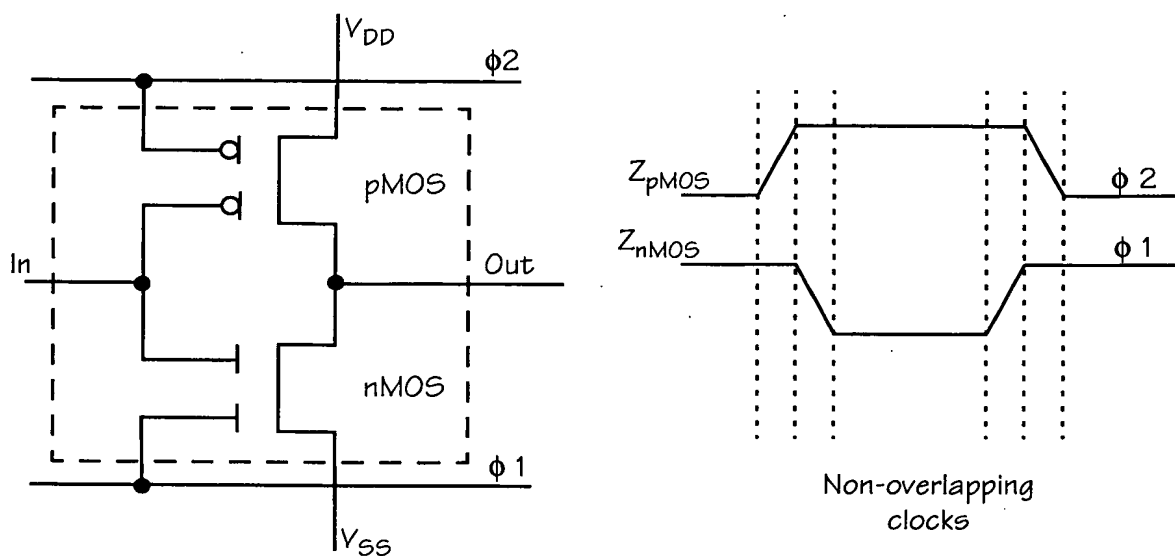 V_DD
ϕ2
pMOS
In
Out
nMOS
ϕ1
V_SS
Z_pMOS
ϕ 2
Z_nMOS
ϕ 1
Non-overlapping
clocks